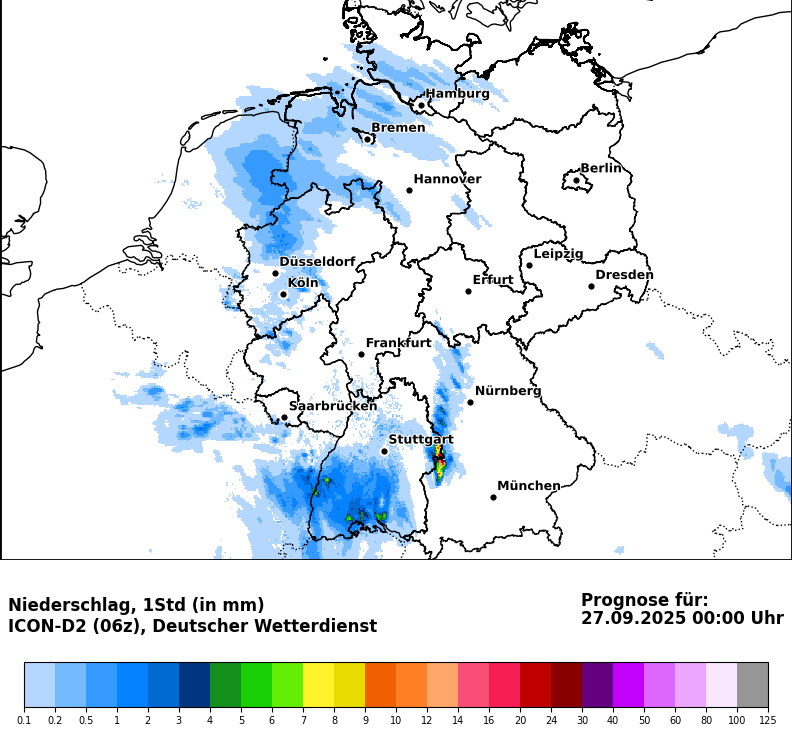 Hamburg
Bremen
Hannover
Berlin
Leipzig
Düsseldorf
Dresden
Köln
Erfurt
Frankfurt
Nürnberg
Saarbrücken
Stuttgart
München
Niederschlag, 1Std (in mm)
ICON-D2 (06z), Deutscher Wetterdienst
Prognose für:
27.09.2025 00:00 Uhr
0.1 0.2 0.5 1 2 3 4 5 6 7 8 9 10 12 14 16 20 24 30 40 50 60 80 100 125